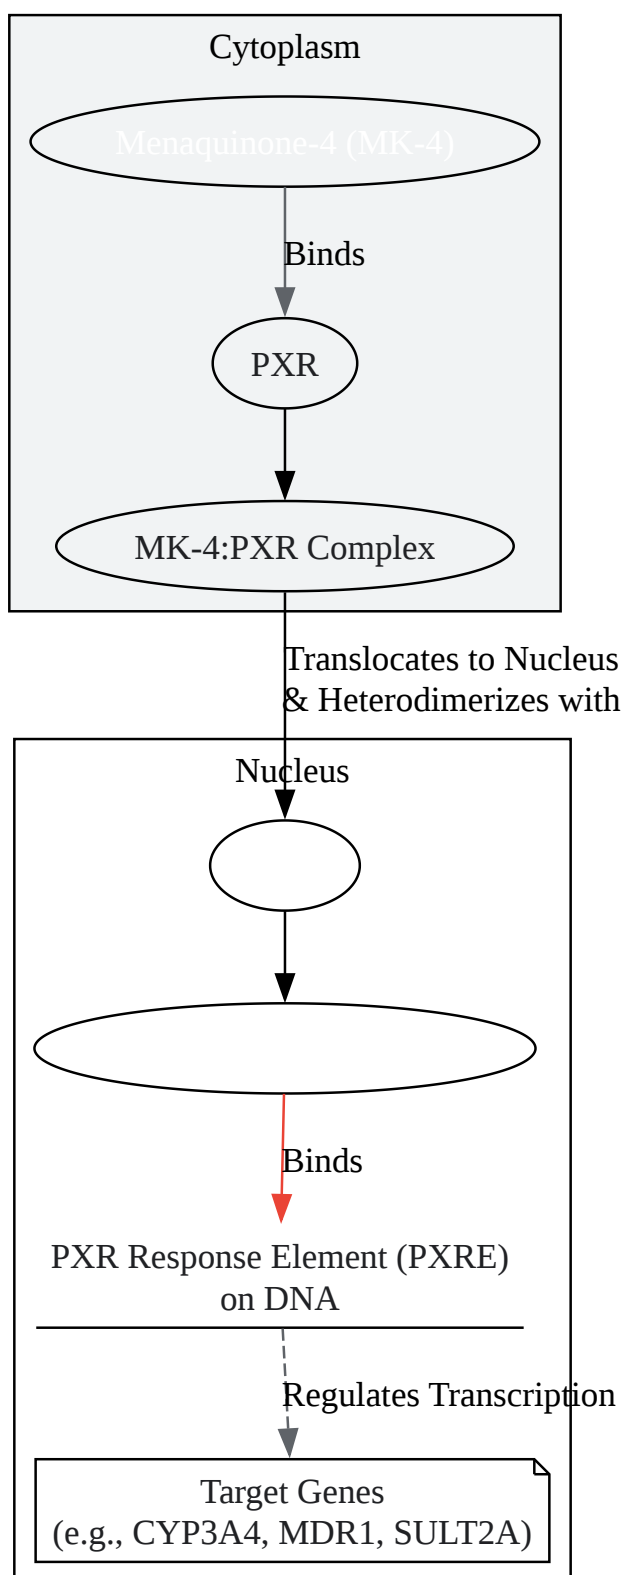 Cytoplasm
Menaquinone-4 (MK-4)
Binds
PXR
MK-4:PXR Complex
Translocates to Nucleus
& Heterodimerizes with
Nucleus
Binds
PXR Response Element (PXRE)
on DNA
Regulates Transcription
Target Genes
(e.g., CYP3A4, MDR1, SULT2A)